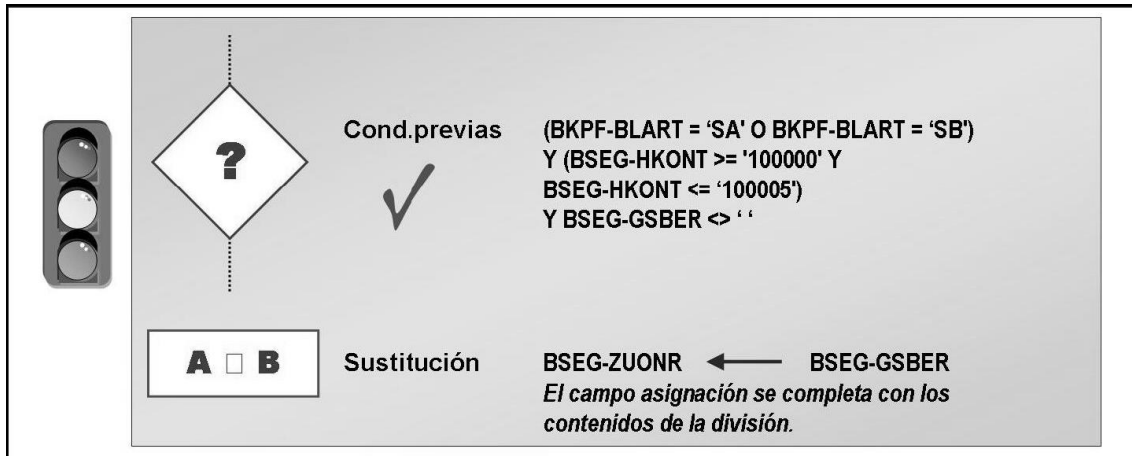 ?
Cond.previas
(BKPF-BLART = ‘SA' O BKPF-BLART = ‘SB')
Y (BSEG-HKONT >= '100000' Y
BSEG-HKONT <= ‘100005')
Y BSEG-GSBER <> ‘ ‘
A □ B
Sustitución
BSEG-ZUONR ← BSEG-GSBER
El campo asignación se completa con los
contenidos de la división.